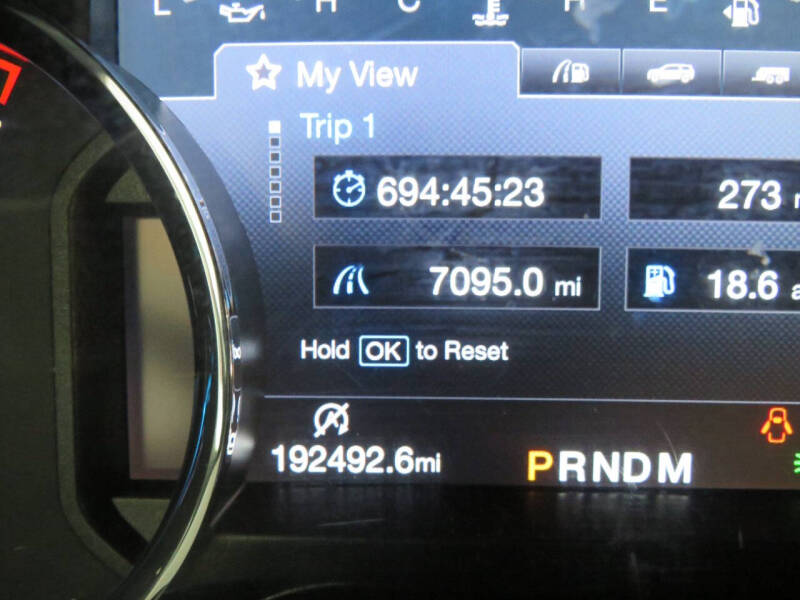 L H C H E
My View
Trip 1
694:45:23 273
7095.0 mi 18.6
Hold OK to Reset
192492.6mi PRNDM